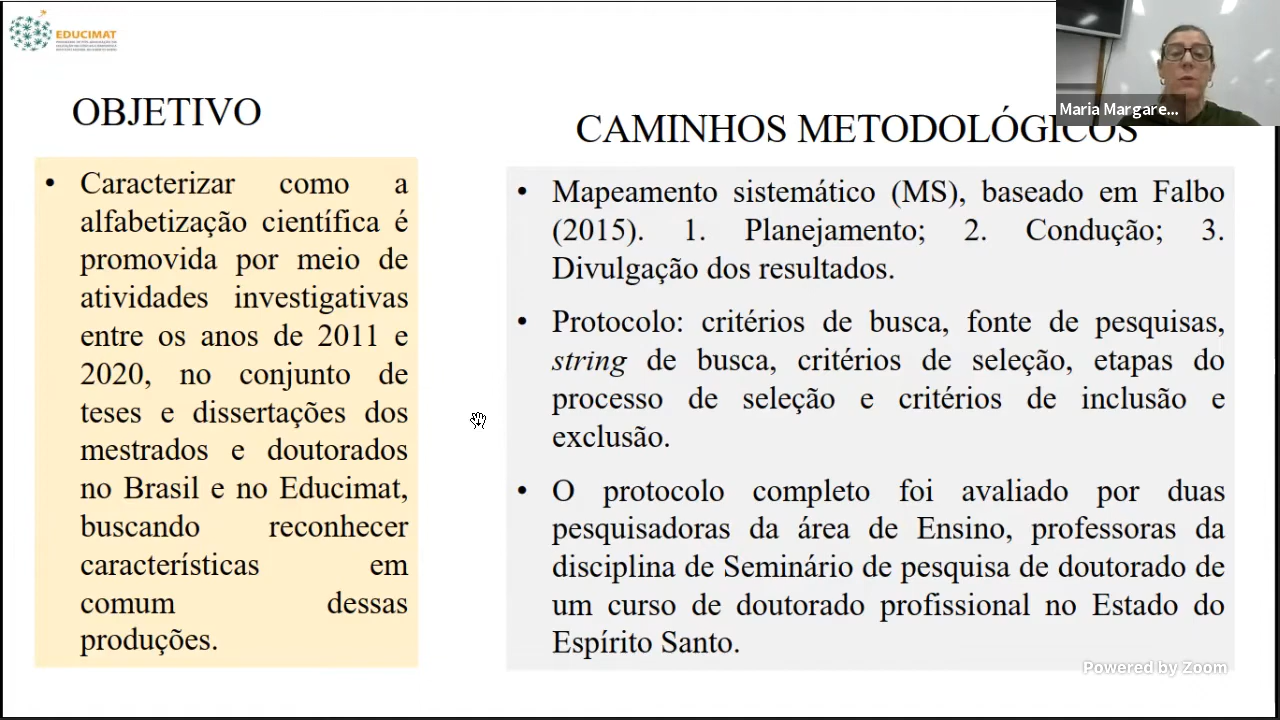 EDUCIMAT
Maria Margare...
OBJETIVO
• Caracterizar como a
alfabetização científica é
promovida por meio de
atividades investigativas
entre os anos de 2011 e
2020, no conjunto de
teses e dissertações dos
mestrados e doutorados
no Brasil e no Educimat,
buscando reconhecer
características em
comum dessas
produções.
CAMINHOS METODOLÓGICOS
• Mapeamento sistemático (MS), baseado em Falbo
(2015). 1. Planejamento; 2. Condução; 3.
Divulgação dos resultados.
• Protocolo: critérios de busca, fonte de pesquisas,
string de busca, critérios de seleção, etapas do
processo de seleção e critérios de inclusão e
exclusão.
• O protocolo completo foi avaliado por duas
pesquisadoras da área de Ensino, professoras da
disciplina de Seminário de pesquisa de doutorado de
um curso de doutorado profissional no Estado do
Espírito Santo.
Powered by Zoom